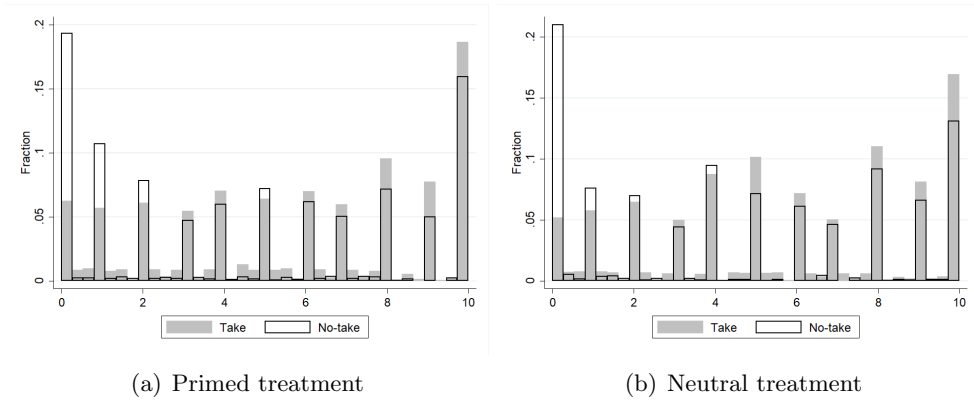 Fraction
.2
.15
.1
.05
0
0 2 4 6 8 10
Take No-take
(a) Primed treatment
Fraction
.2
.15
.1
.05
0
0 2 4 6 8 10
Take No-take
(b) Neutral treatment